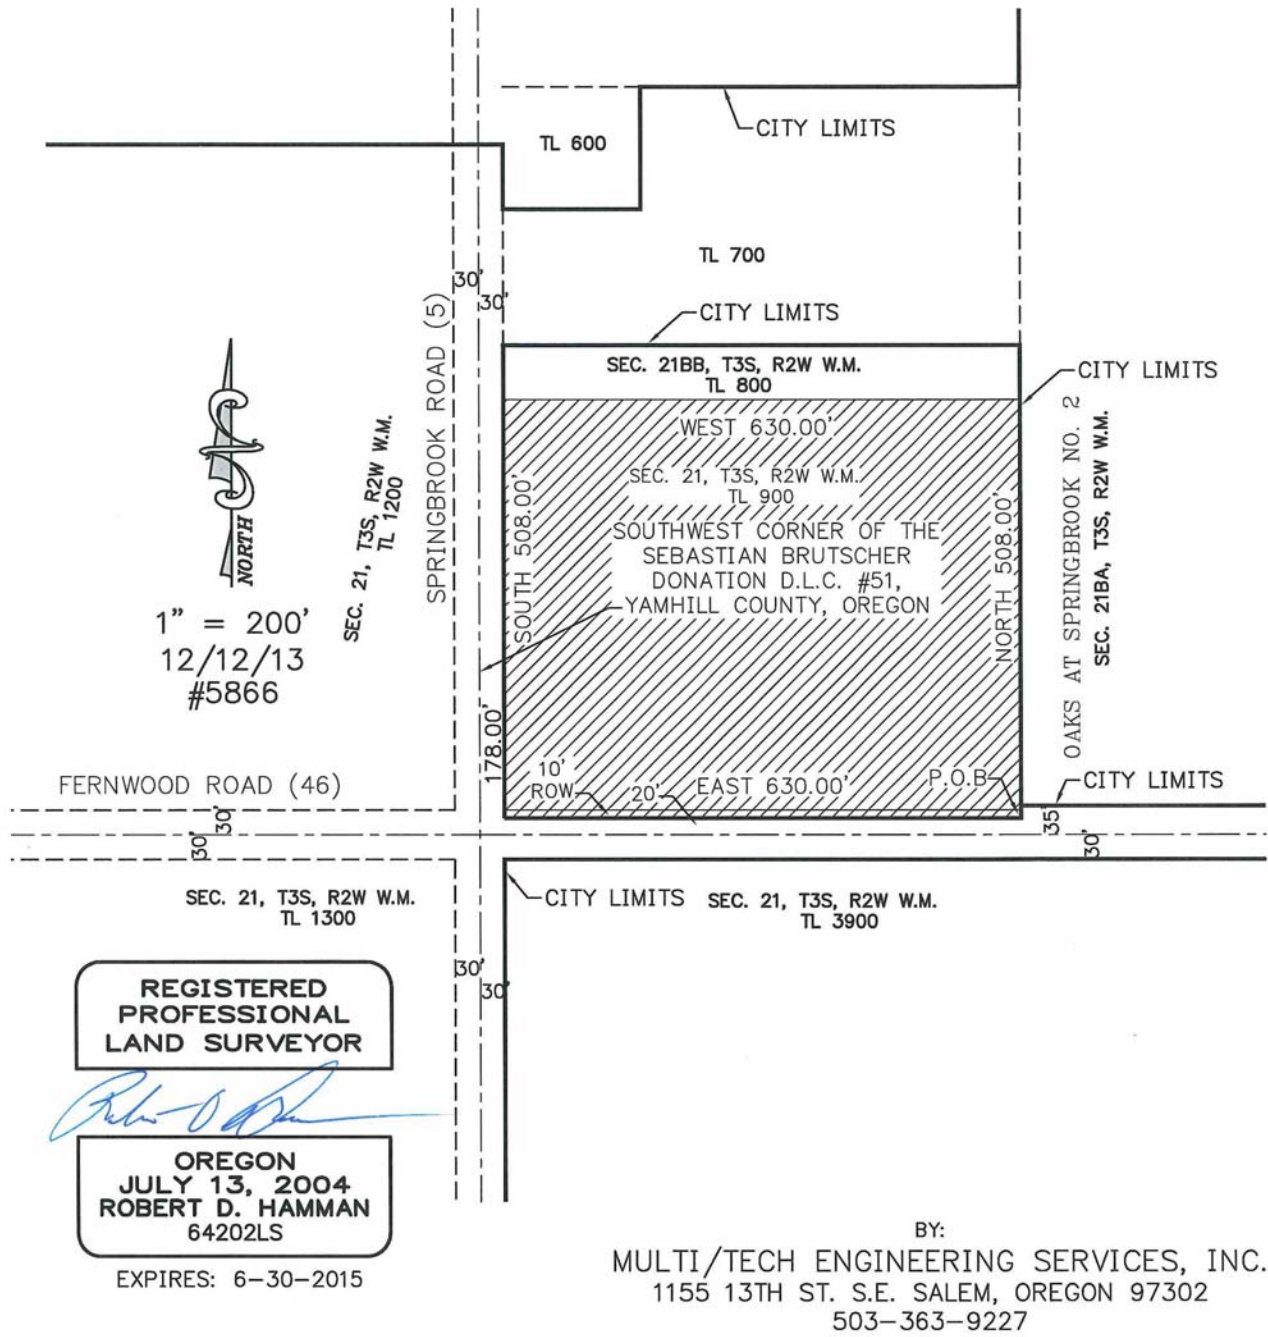 CITY LIMITS
TL 600
TL 700
30'
30'
CITY LIMITS
SEC. 21BB, T3S, R2W W.M.
TL 800
CITY LIMITS
SPRINGBROOK ROAD (5)
SEC. 21, T3S, R2W W.M.
TL 1200
NORTH
1" = 200'
12/12/13
#5866
WEST 630.00'
SEC. 21, T3S, R2W W.M.
TL 900
SOUTH 508.00'
NORTH 508.00'
SOUTHWEST CORNER OF THE
SEBASTIAN BRUTSCHER
DONATION D.L.C. #51,
YAMHILL COUNTY, OREGON
OAKS AT SPRINGBROOK NO. 2
SEC. 21BA, T3S, R2W W.M.
178.00'
FERNWOOD ROAD (46)
10'
ROW
20'
EAST 630.00'
P.O.B
CITY LIMITS
30'
30'
35'
30'
SEC. 21, T3S, R2W W.M.
TL 1300
CITY LIMITS
SEC. 21, T3S, R2W W.M.
TL 3900
30'
30'
REGISTERED
PROFESSIONAL
LAND SURVEYOR
OREGON
JULY 13, 2004
ROBERT D. HAMMAN
64202LS
EXPIRES: 6-30-2015
BY:
MULTI/TECH ENGINEERING SERVICES, INC.
1155 13TH ST. S.E. SALEM, OREGON 97302
503-363-9227